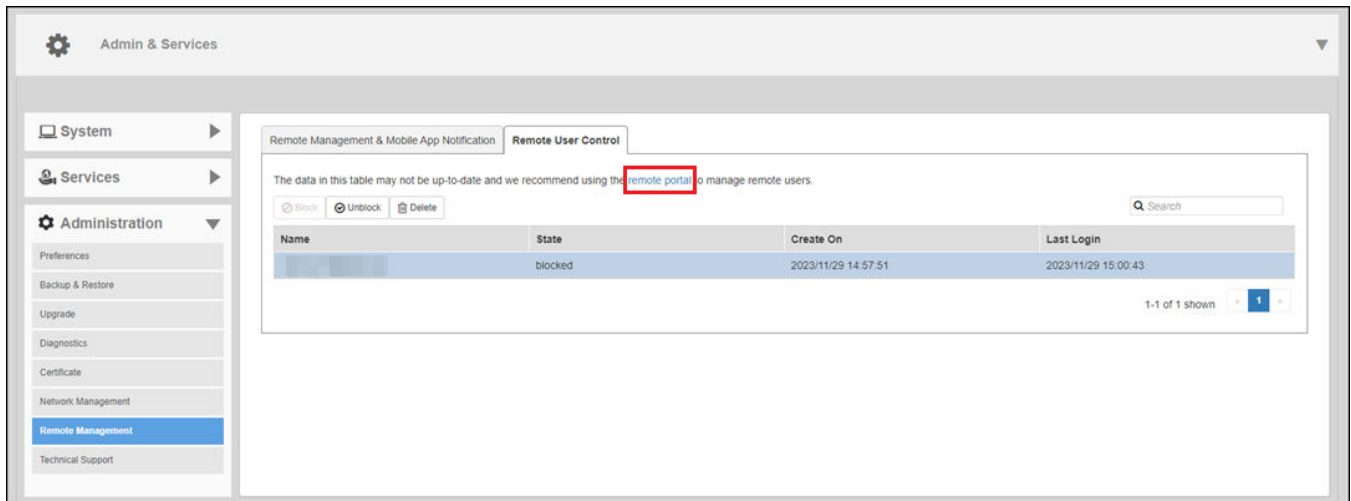 Admin & Services
System
Services
Administration
Preferences
Backup & Restore
Upgrade
Diagnostics
Certificate
Network Management
Remote Management
Technical Support
Remote Management & Mobile App Notification Remote User Control
The data in this table may not be up-to-date and we recommend using the remote portal to manage remote users.
Block Unblock Delete Search
Name State Create On Last Login
blocked 2023/11/29 14:57:51 2023/11/29 15:00:43
1-1 of 1 shown 1